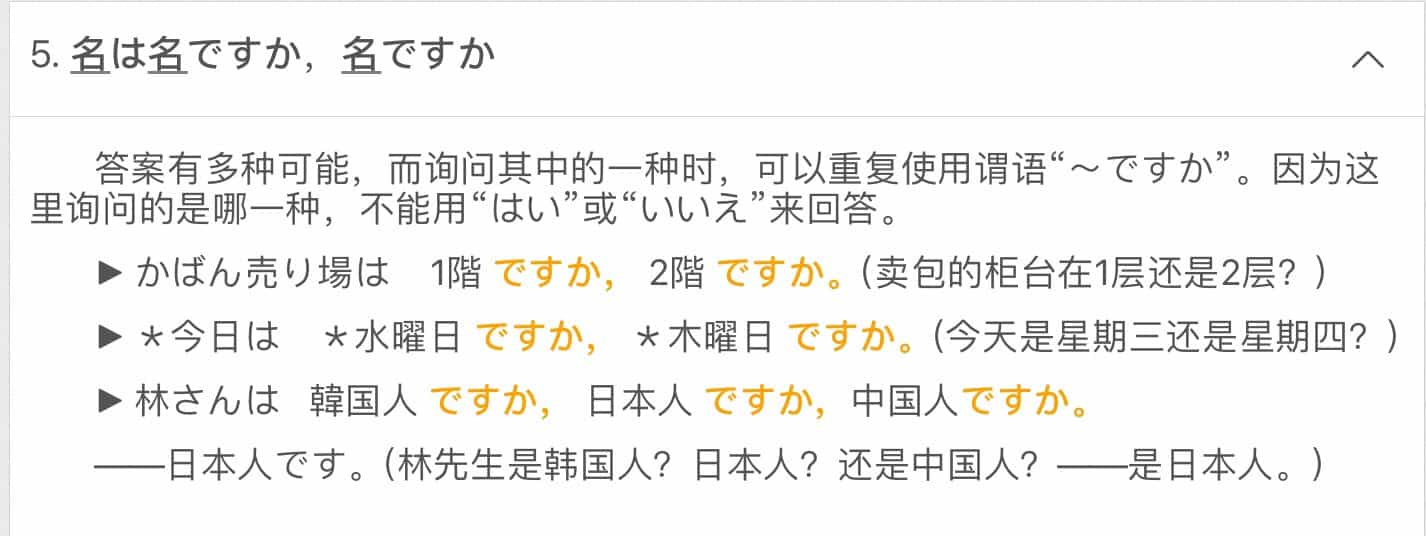 5. 名は名ですか，名ですか
答案有多种可能，而询问其中的一种时，可以重复使用谓语“～ですか”。因为这
里询问的是哪一种，不能用“はい”或“いいえ”来回答。
▶ かばん売り場は　1階 ですか， 2階 ですか。（卖包的柜台在1层还是2层？）
▶ ＊今日は　＊水曜日 ですか， ＊木曜日 ですか。（今天是星期三还是星期四？）
▶ 林さんは 韓国人 ですか， 日本人 ですか，中国人ですか。
——日本人です。（林先生是韩国人？日本人？还是中国人？——是日本人。）